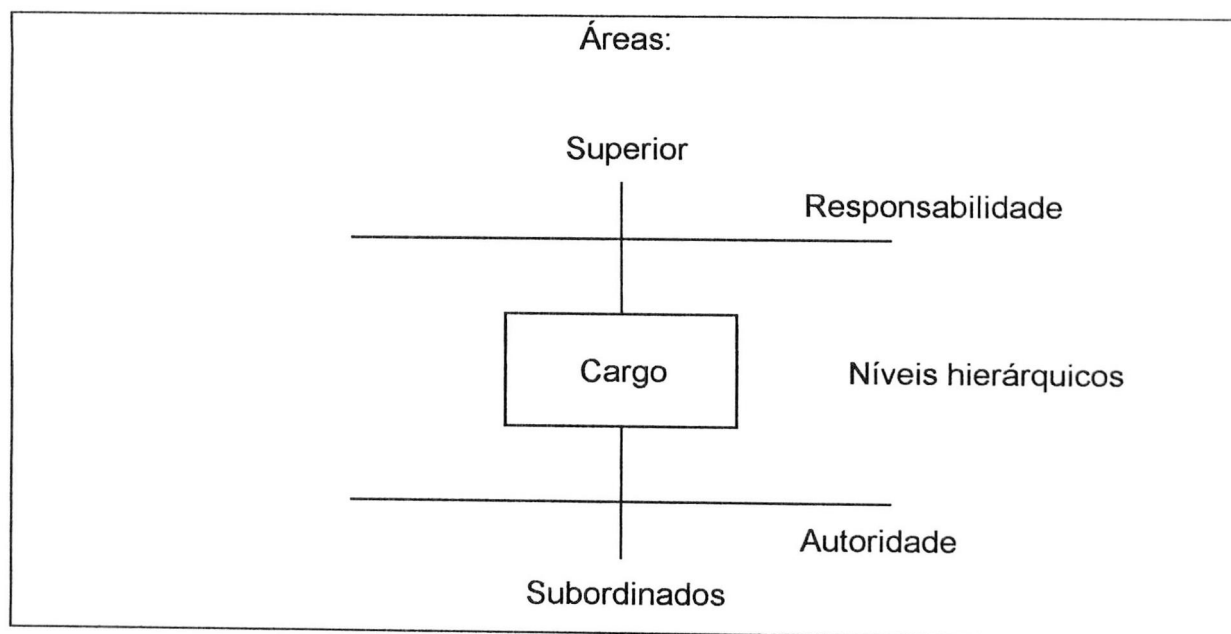 Áreas:
Superior
Responsabilidade
Cargo
Níveis hierárquicos
Autoridade
Subordinados